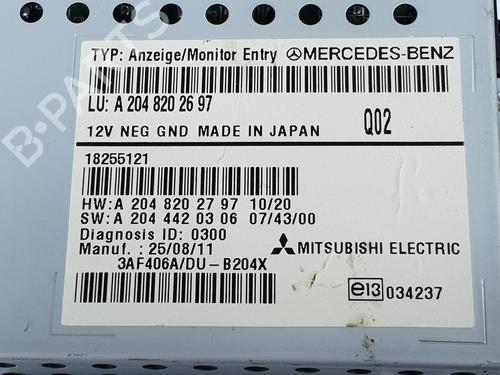 TYP: Anzeige/Monitor Entry MERCEDES-BENZ
LU: A 204 820 26 97
12V NEG GND MADE IN JAPAN Q02
18255121
HW:A 204 820 27 97 10/20
SW:A 204 442 03 06 07/43/00
Diagnosis ID: 0300
Manuf. : 25/08/11 MITSUBISHI ELECTRIC
3AF406A/DU-B204X
e13 034237
B-PARTS